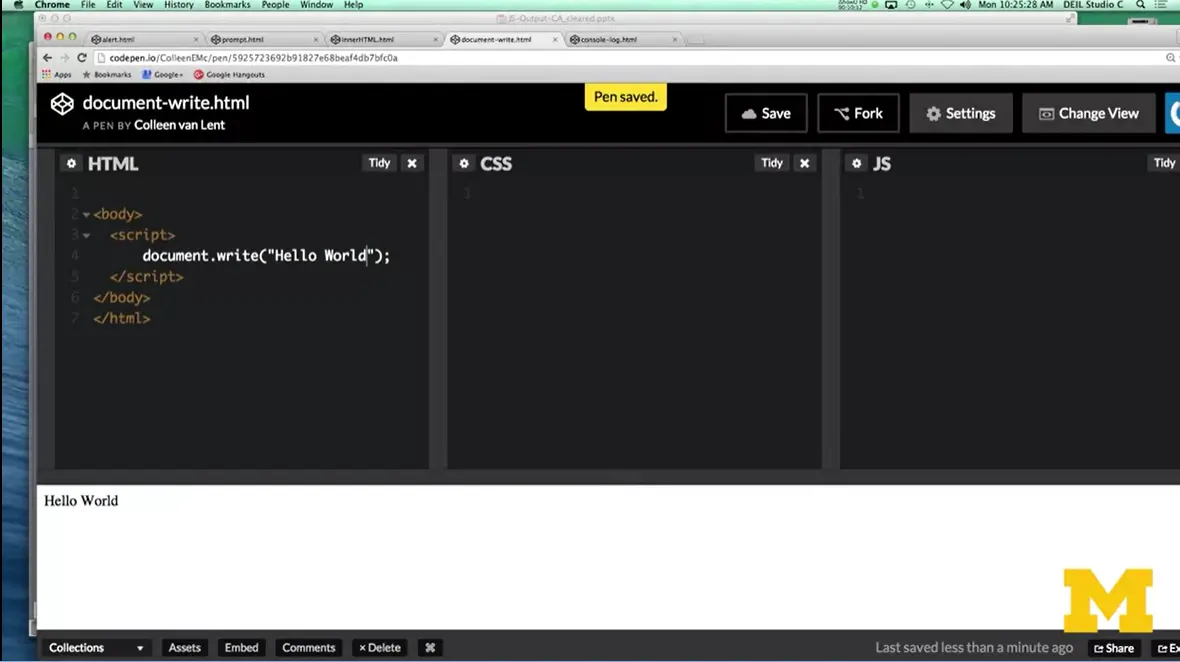 Chrome File Edit View History Bookmarks People Window Help Mon 10:25:28 AM DEIL Studio C
JS-Output-CA_cleared.pptx
alert.html × prompt.html × innerHTML.html × document-write.html × console-log.html ×
codepen.io/ColleenEMc/pen/5925723692b91827e68beaf4db7bfc0a
Apps Bookmarks Google+ Google Hangouts
document-write.html
A PEN BY Colleen van Lent
Pen saved.
Save Fork Settings Change View
HTML Tidy ×
CSS Tidy ×
JS Tidy
1
2 <body>
3 <script>
4 document.write("Hello World");
5 </script>
6 </body>
7 </html>
1
1
Hello World
M
Collections Assets Embed Comments × Delete ⌘ Last saved less than a minute ago Share Ex